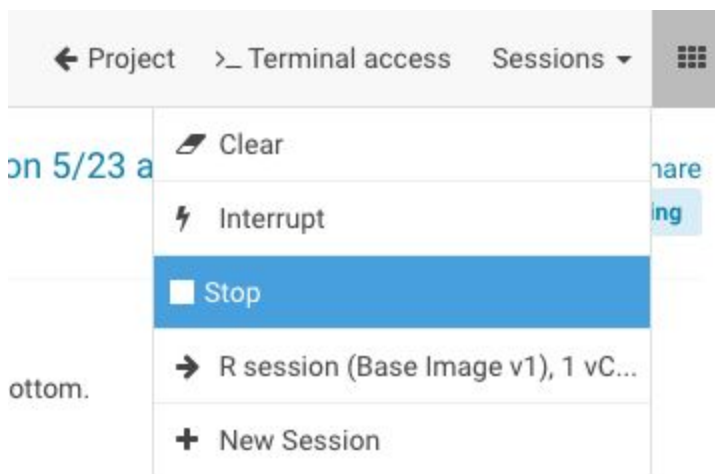 Project >_ Terminal access Sessions
Clear
on 5/23 a
hare
Interrupt
ing
Stop
R session (Base Image v1), 1 vC...
ottom.
New Session